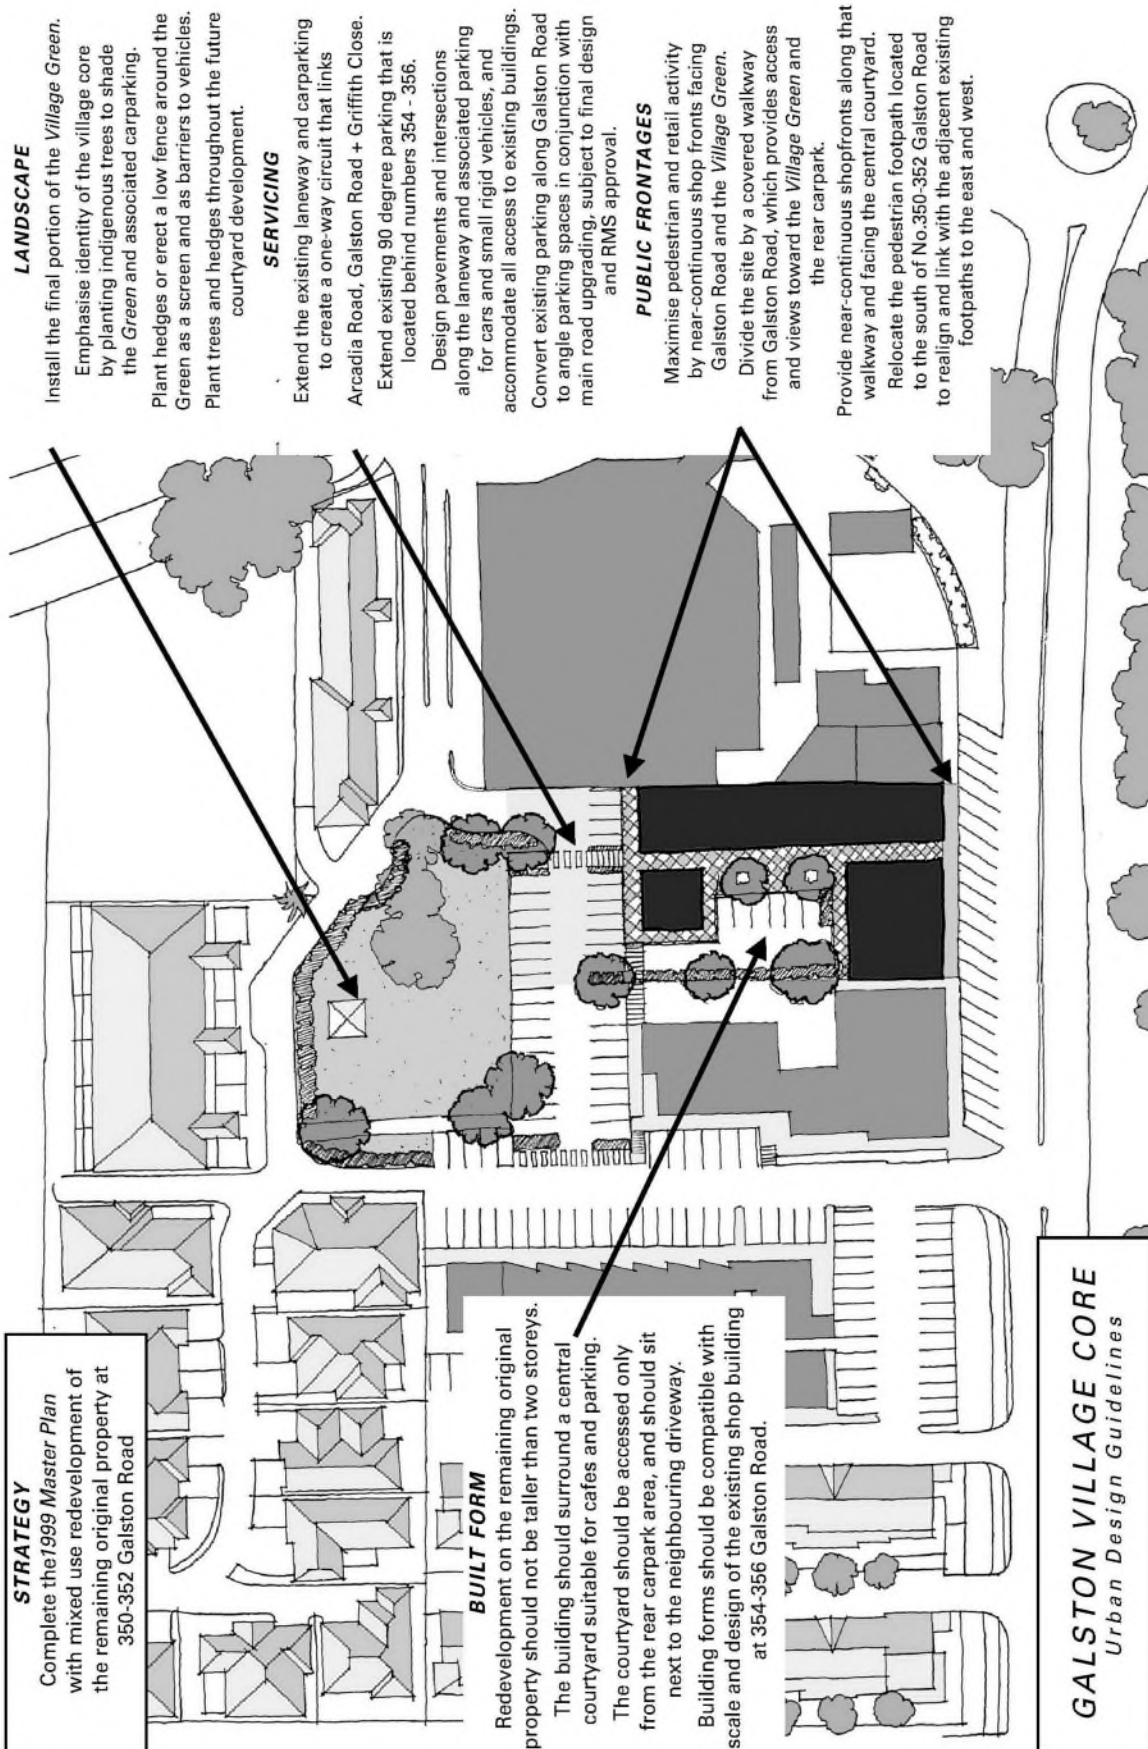 STRATEGY
Complete the1999 Master Plan
with mixed use redevelopment of
the remaining original property at
350-352 Galston Road
BUILT FORM
Redevelopment on the remaining original
property should not be taller than two storeys.
The building should surround a central
courtyard suitable for cafes and parking.
The courtyard should be accessed only
from the rear carpark area, and should sit
next to the neighbouring driveway.
Building forms should be compatible with
scale and design of the existing shop building
at 354-356 Galston Road.
GALSTON VILLAGE CORE
Urban Design Guidelines
LANDSCAPE
Install the final portion of the Village Green.
Emphasise identity of the village core
by planting indigenous trees to shade
the Green and associated carparking.
Plant hedges or erect a low fence around the
Green as a screen and as barriers to vehicles.
Plant trees and hedges throughout the future
courtyard development.
SERVICING
Extend the existing laneway and carparking
to create a one-way circuit that links
Arcadia Road, Galston Road + Griffith Close.
Extend existing 90 degree parking that is
located behind numbers 354 - 356.
Design pavements and intersections
along the laneway and associated parking
for cars and small rigid vehicles, and
accommodate all access to existing buildings.
Convert existing parking along Galston Road
to angle parking spaces in conjunction with
main road upgrading, subject to final design
and RMS approval.
PUBLIC FRONTAGES
Maximise pedestrian and retail activity
by near-continuous shop fronts facing
Galston Road and the Village Green.
Divide the site by a covered walkway
from Galston Road, which provides access
and views toward the Village Green and
the rear carpark.
Provide near-continuous shopfronts along that
walkway and facing the central courtyard.
Relocate the pedestrian footpath located
to the south of No.350-352 Galston Road
to realign and link with the adjacent existing
footpaths to the east and west.